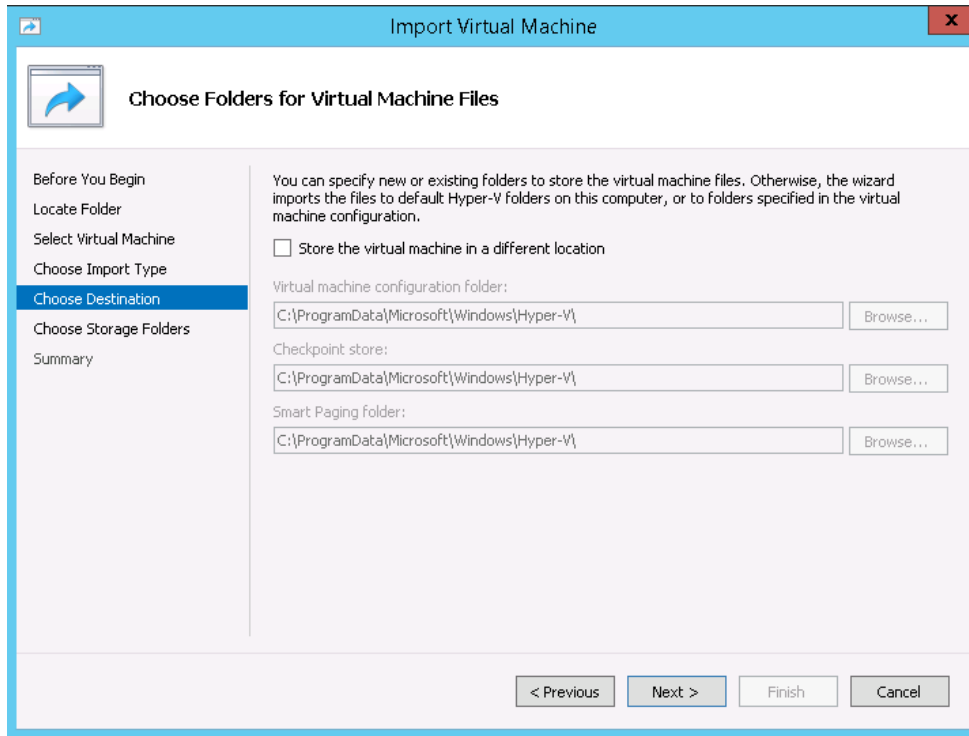 Import Virtual Machine
x
Choose Folders for Virtual Machine Files
Before You Begin
Locate Folder
Select Virtual Machine
Choose Import Type
Choose Destination
Choose Storage Folders
Summary
You can specify new or existing folders to store the virtual machine files. Otherwise, the wizard
imports the files to default Hyper-V folders on this computer, or to folders specified in the virtual
machine configuration.
Store the virtual machine in a different location
Virtual machine configuration folder:
C:\ProgramData\Microsoft\Windows\Hyper-V\
Browse...
Checkpoint store:
C:\ProgramData\Microsoft\Windows\Hyper-V\
Browse...
Smart Paging folder:
C:\ProgramData\Microsoft\Windows\Hyper-V\
Browse...
< Previous
Next >
Finish
Cancel